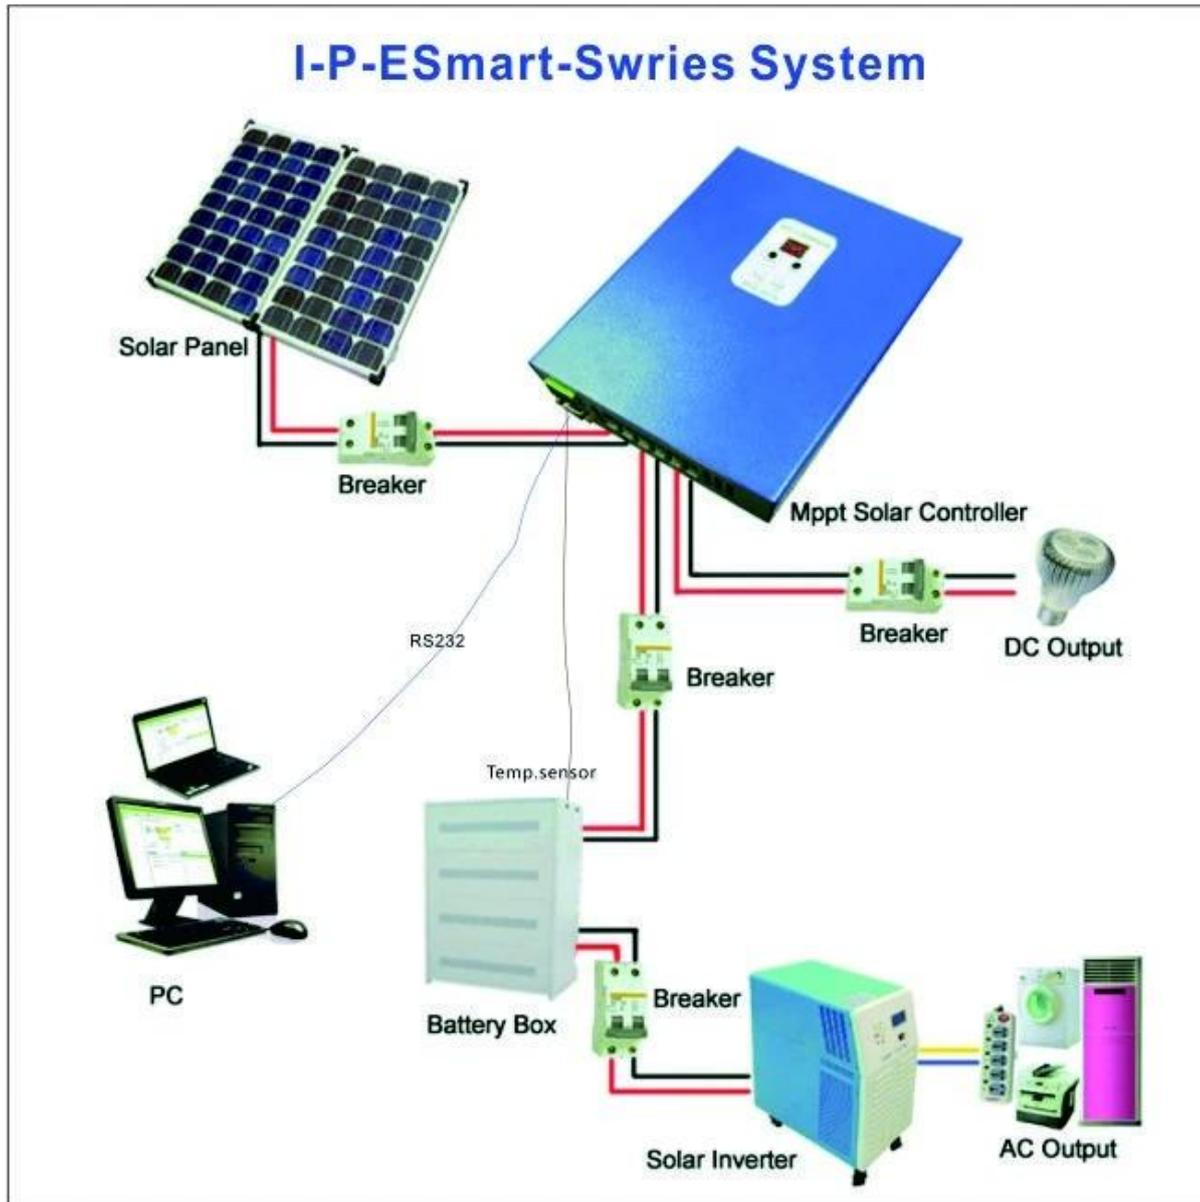 I-P-ESmart-Swries System
Solar Panel
Breaker
Mppt Solar Controller
Breaker
DC Output
RS232
Breaker
Temp.sensor
PC
Battery Box
Breaker
Solar Inverter
AC Output